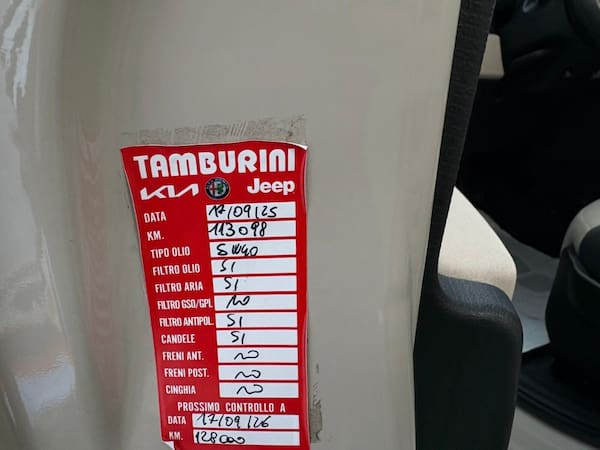 TAMBURINI
KIA Jeep
DATA 17/09/25
KM. 113098
TIPO OLIO 5W40
FILTRO OLIO SI
FILTRO ARIA SI
FILTRO GSO/GPL NO
FILTRO ANTIPOL. SI
CANDELE SI
FRENI ANT. NO
FRENI POST. NO
CINGHIA NO
PROSSIMO CONTROLLO A
DATA 17/09/26
KM. 128000